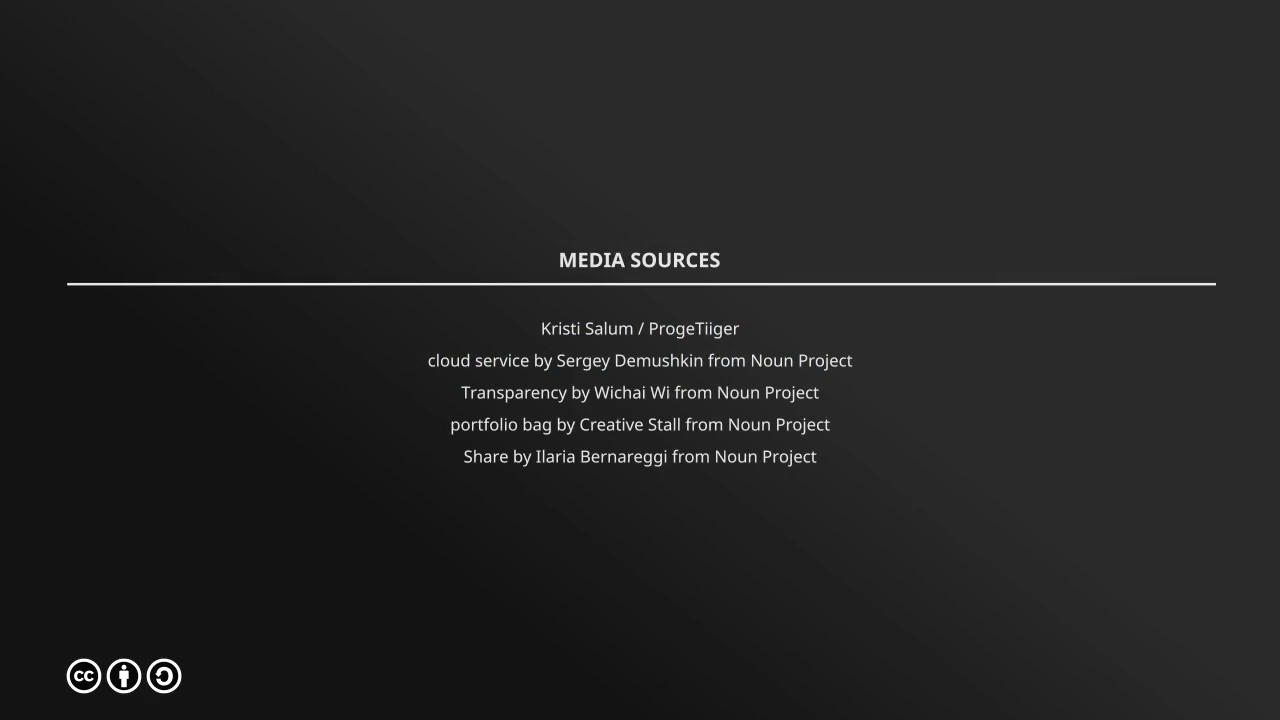 MEDIA SOURCES
Kristi Salum / ProgeTiiger
cloud service by Sergey Demushkin from Noun Project
Transparency by Wichai Wi from Noun Project
portfolio bag by Creative Stall from Noun Project
Share by Ilaria Bernareggi from Noun Project
cc